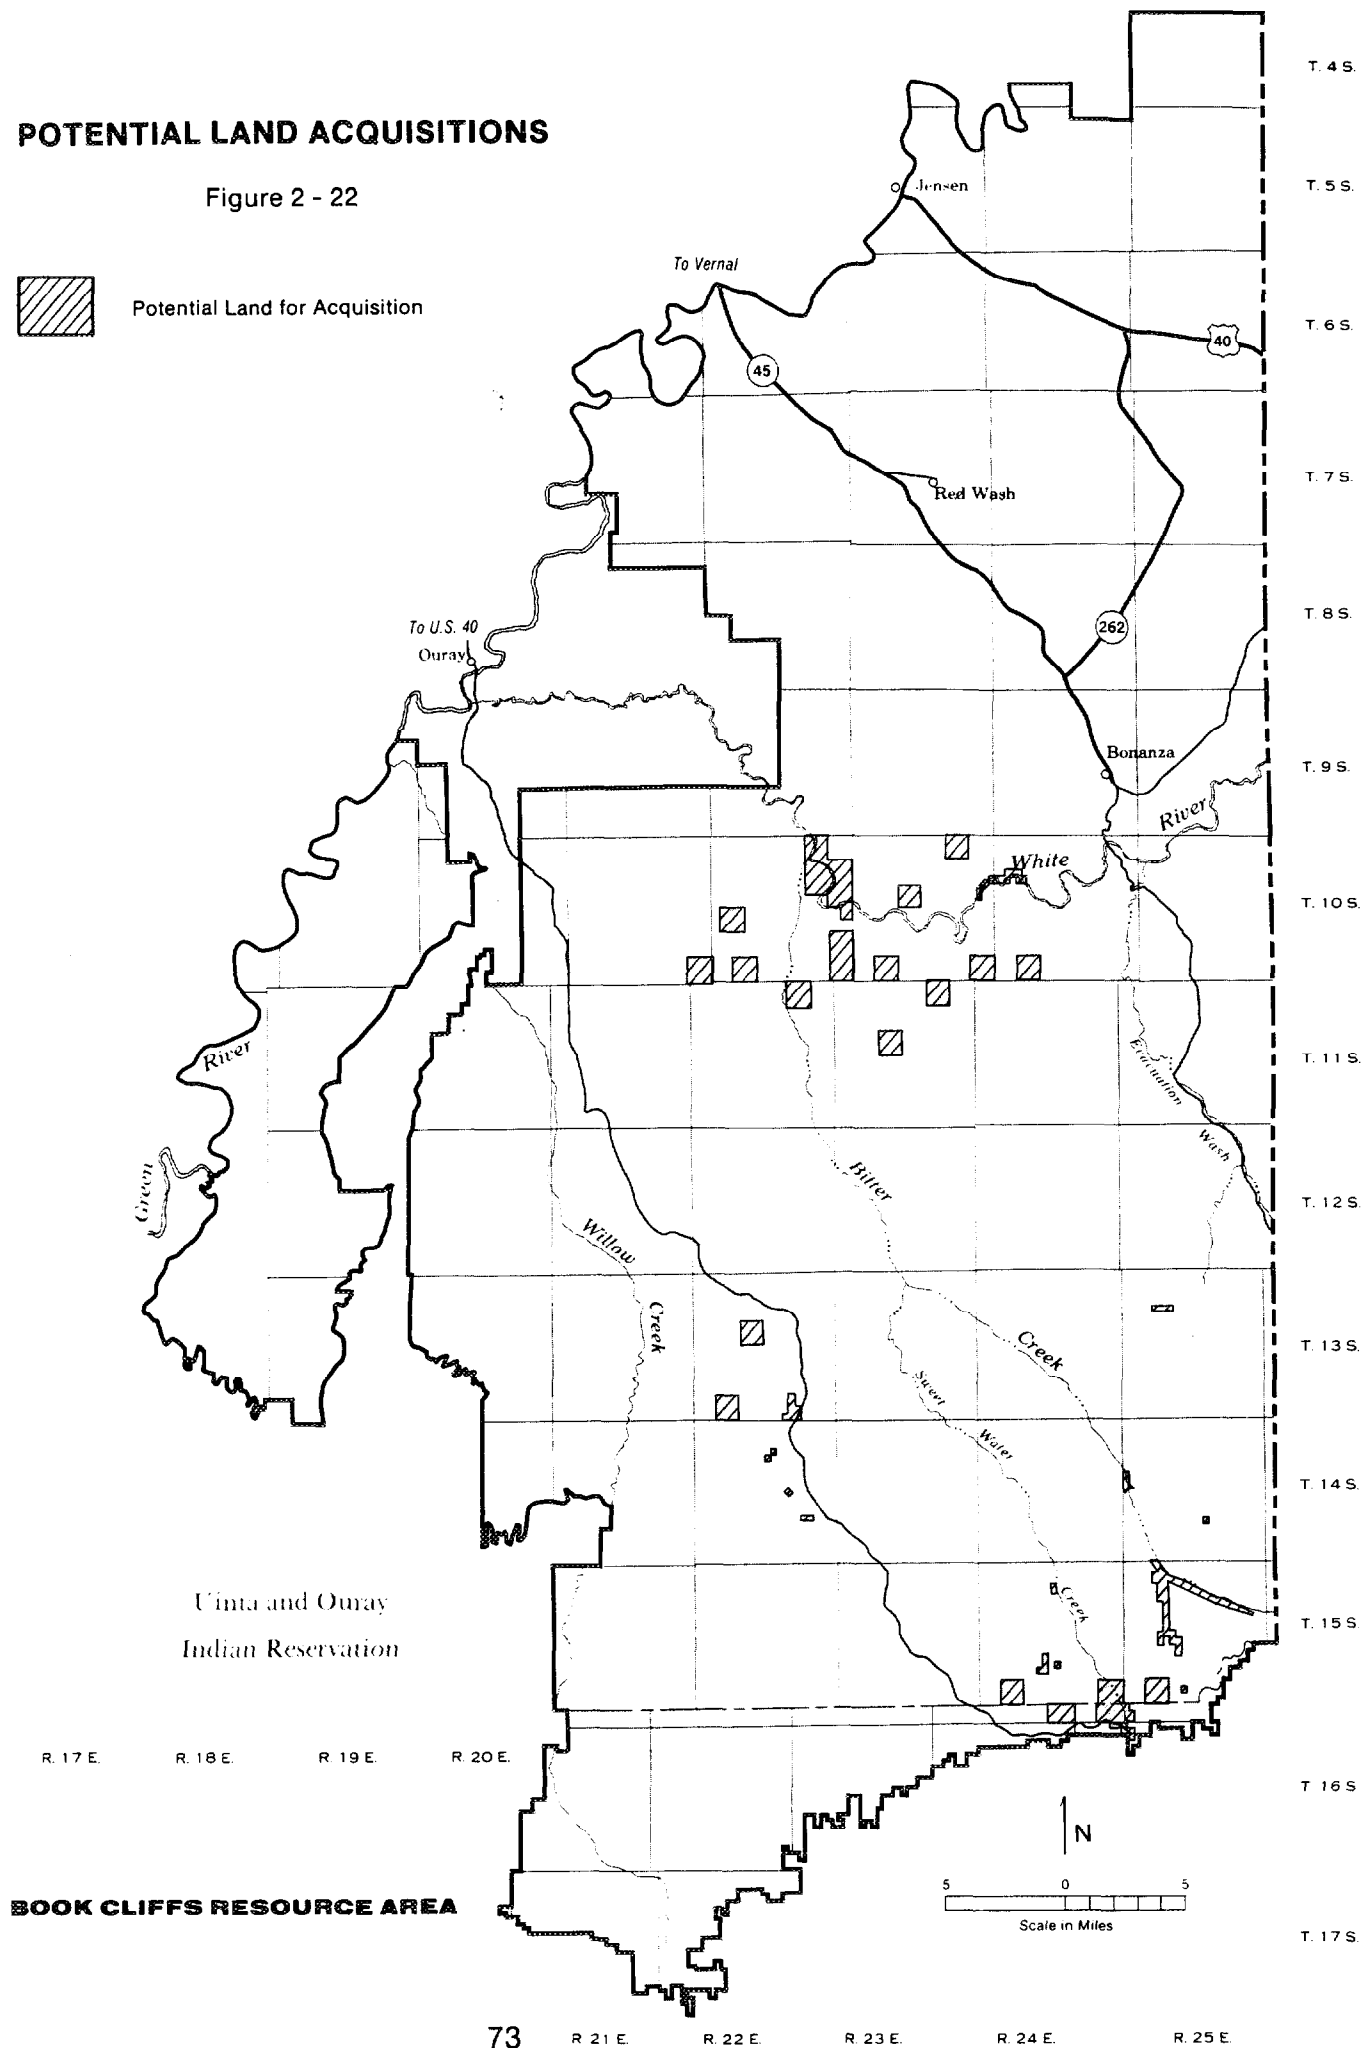 T. 4 S.
POTENTIAL LAND ACQUISITIONS
Figure 2 - 22
Jensen
T. 5 S.
To Vernal
Potential Land for Acquisition
T. 6 S.
40
45
Red Wash
T. 7 S.
To U.S. 40
Ouray
262
T. 8 S.
Bonanza
T. 9 S.
River
White
T. 10 S.
River
Evacuation
T. 11 S.
Wash
Green
Bitter
T. 12 S.
Willow
Creek
Creek
T. 13 S.
Sweet
Water
T. 14 S.
Creek
Uinta and Ouray
Indian Reservation
T. 15 S.
R. 17 E. R. 18 E. R. 19 E. R. 20 E.
T 16 S
N
5 0 5
Scale in Miles
BOOK CLIFFS RESOURCE AREA
T. 17 S.
73 R 21 E. R. 22 E. R. 23 E. R. 24 E. R. 25 E.